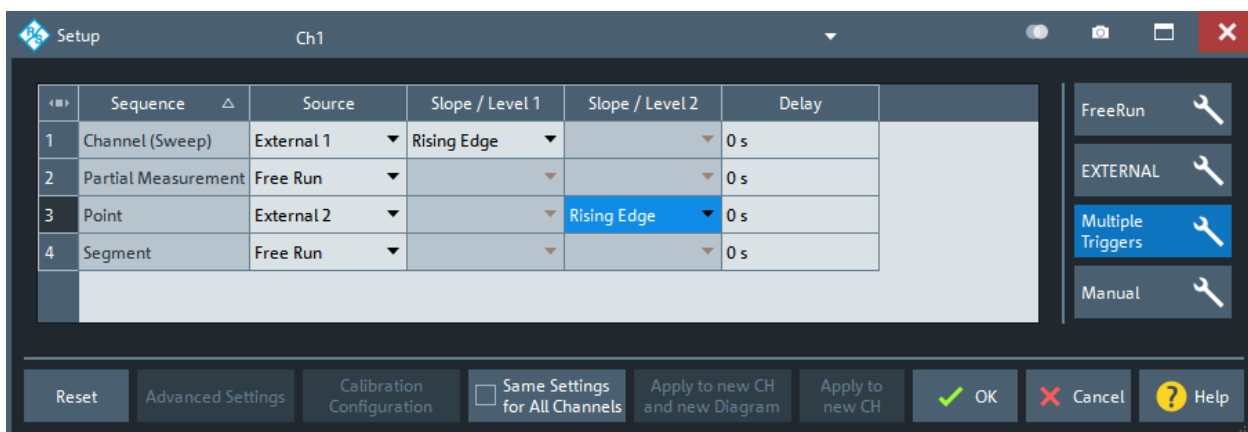 Setup
Ch1
Sequence Source Slope / Level 1 Slope / Level 2 Delay
1 Channel (Sweep) External 1 Rising Edge 0 s
2 Partial Measurement Free Run 0 s
3 Point External 2 Rising Edge 0 s
4 Segment Free Run 0 s
FreeRun
EXTERNAL
Multiple
Triggers
Manual
Reset
Advanced Settings
Calibration
Configuration
Same Settings
for All Channels
Apply to new CH
and new Diagram
Apply to
new CH
OK
Cancel
? Help